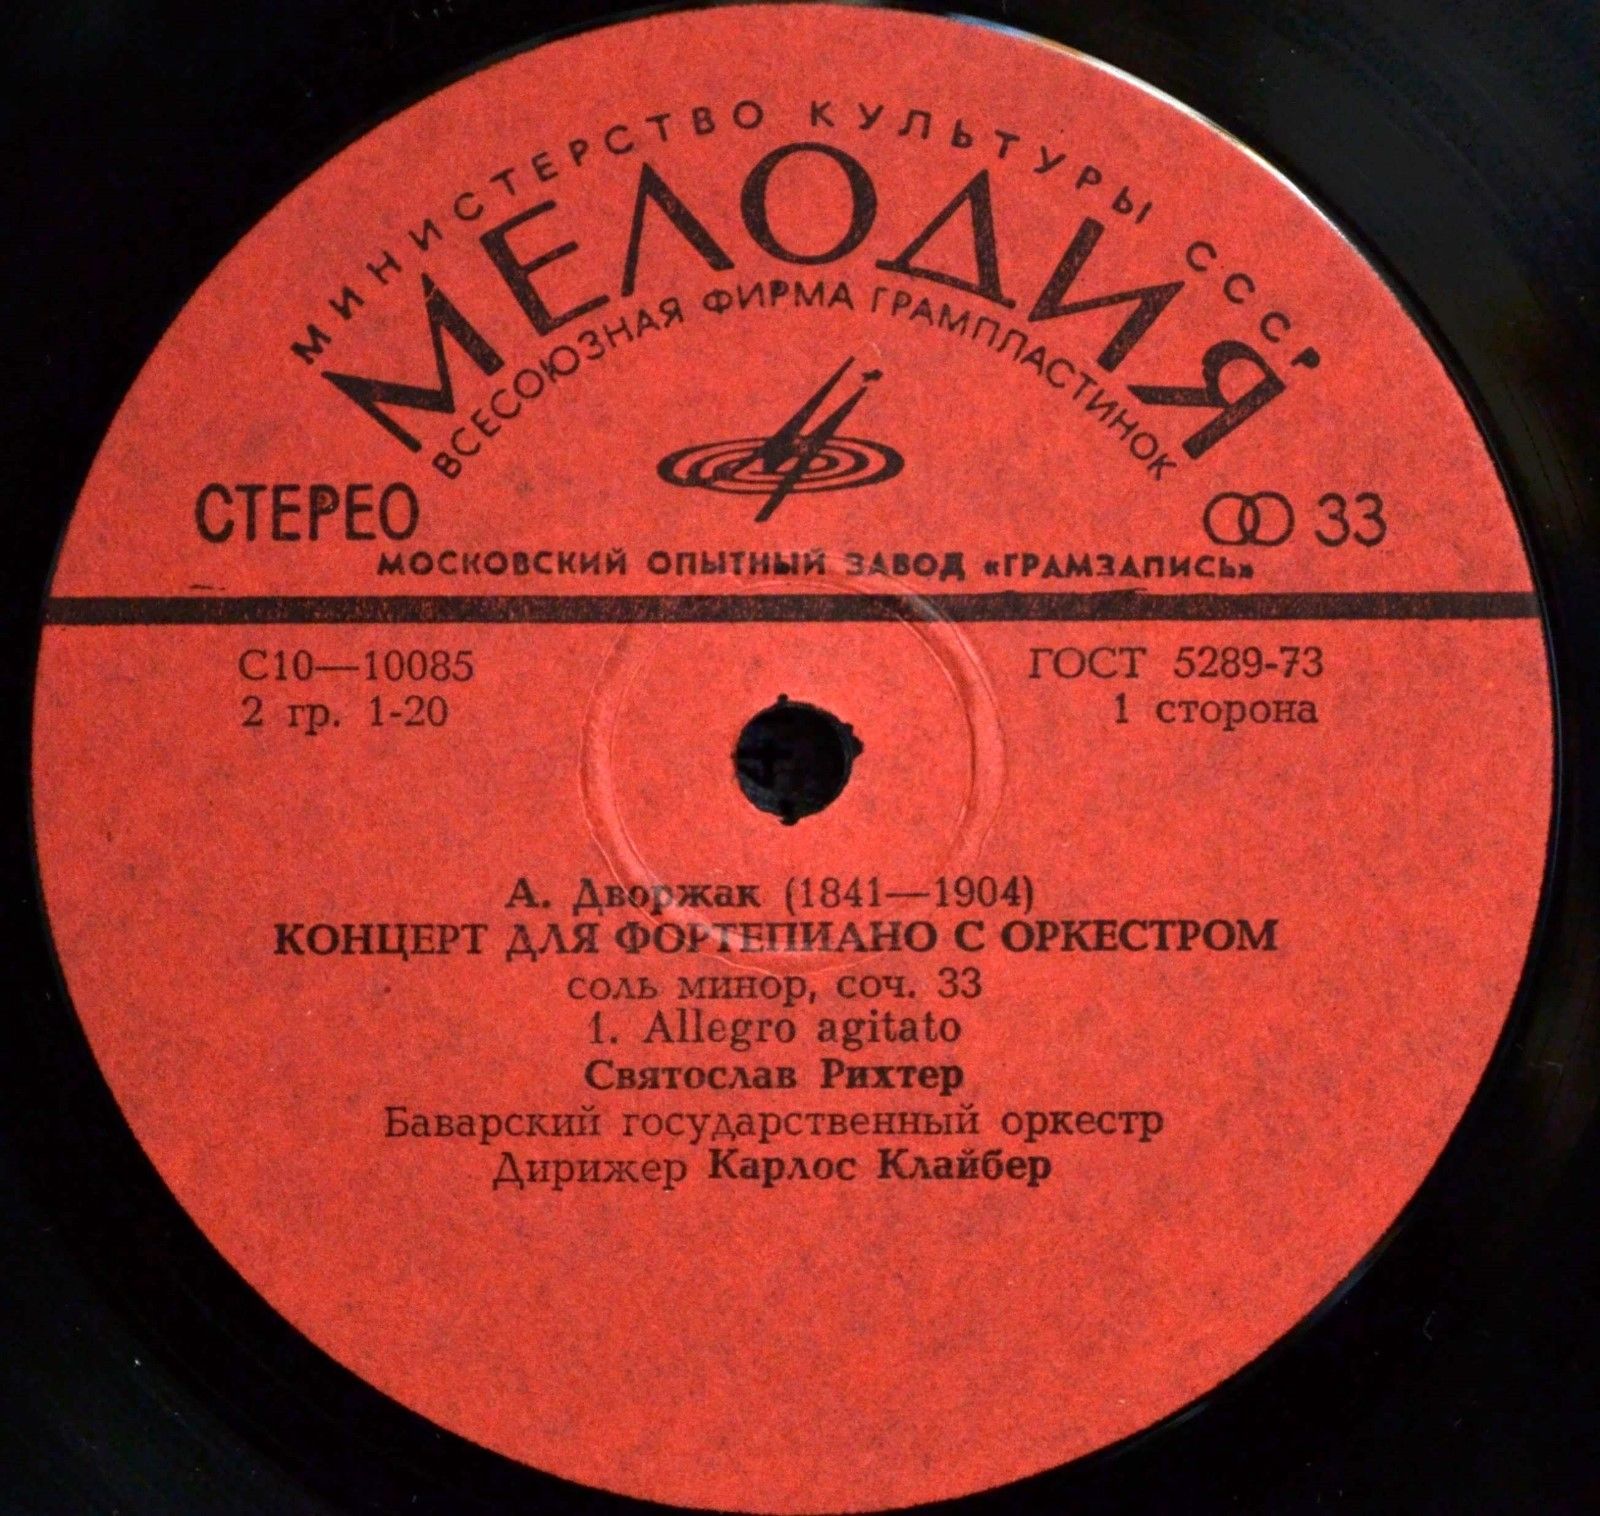 МИНИСТЕРСТВО КУЛЬТУРЫ СССР
МЕЛОДИЯ
ВСЕСОЮЗНАЯ ФИРМА ГРАМПЛАСТИНОК
СТЕРЕО
33
МОСКОВСКИЙ ОПЫТНЫЙ ЗАВОД «ГРАМЗАПИСЬ»
С10—10085
ГОСТ 5289-73
2 гр. 1-20
1 сторона
А. Дворжак (1841—1904)
КОНЦЕРТ ДЛЯ ФОРТЕПИАНО С ОРКЕСТРОМ
соль минор, соч. 33
1. Allegro agitato
Святослав Рихтер
Баварский государственный оркестр
Дирижер Карлос Клайбер